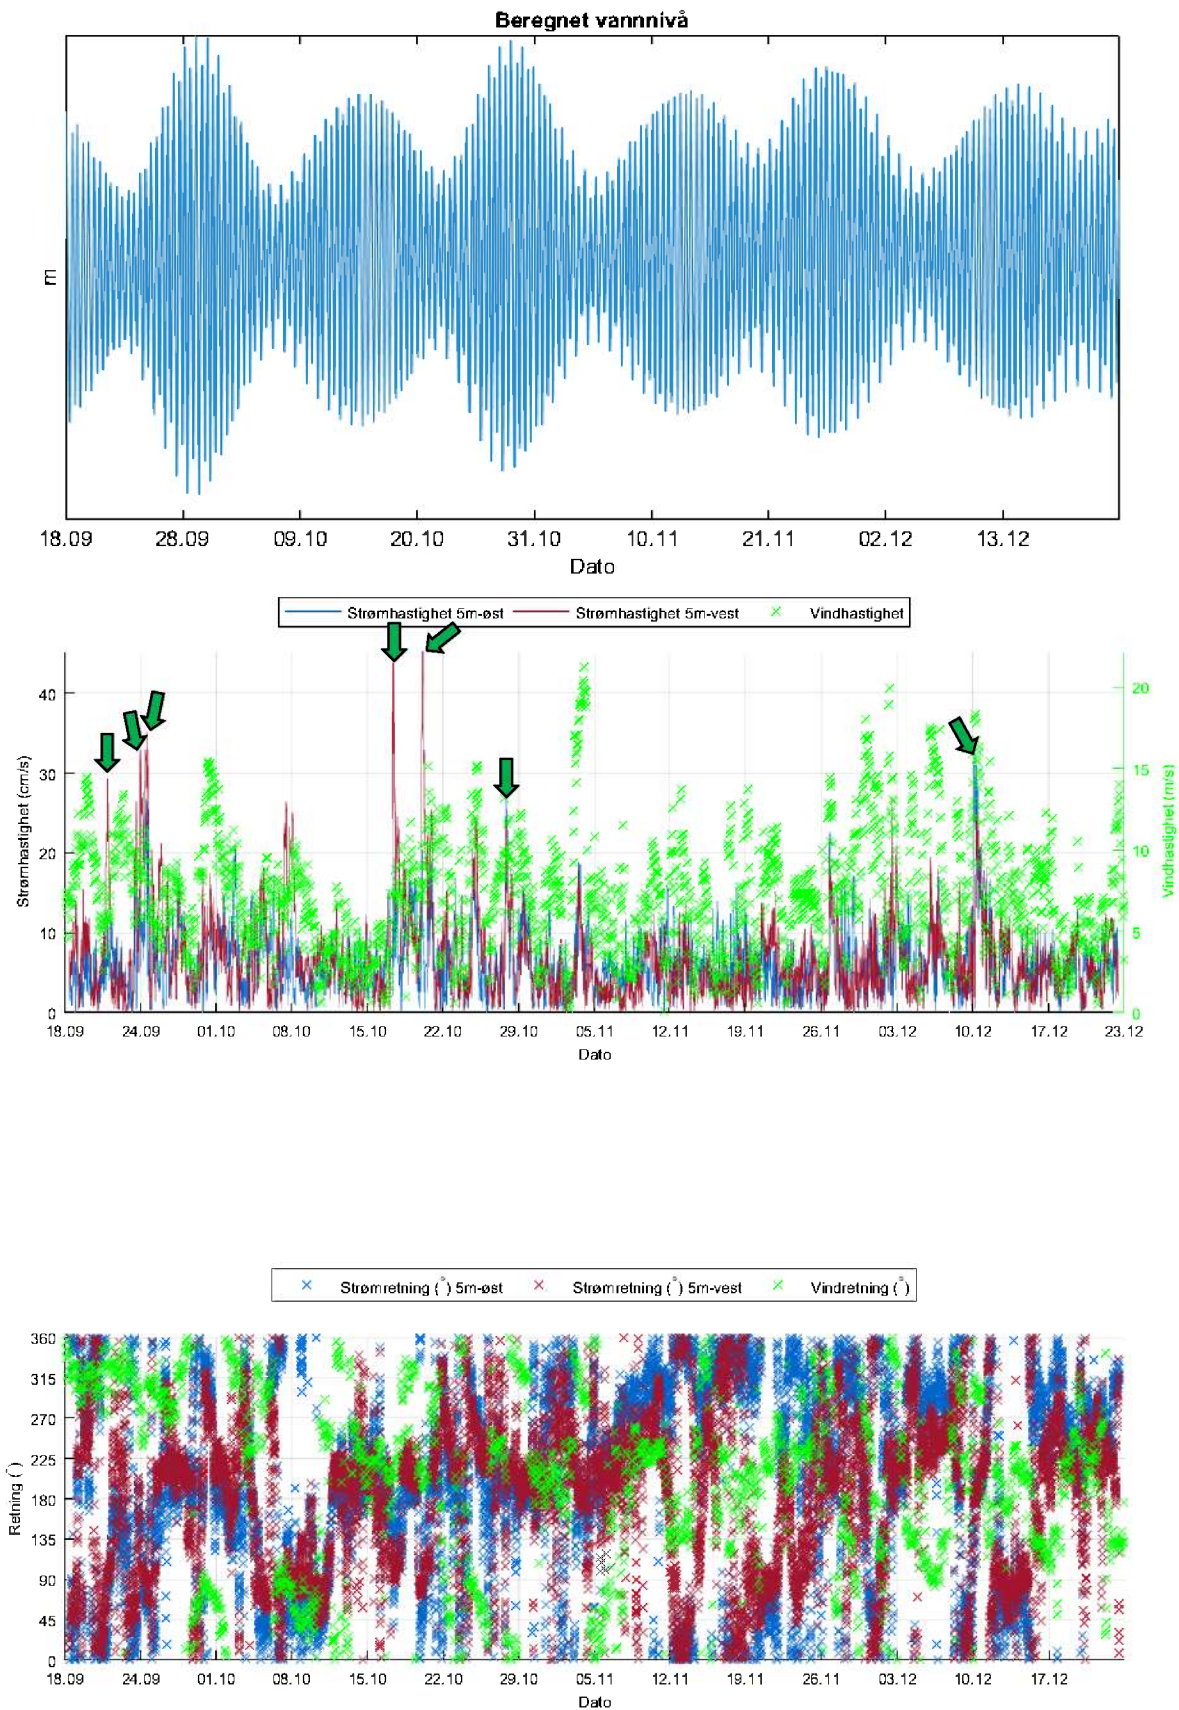 Beregnet vannnivå
m
18.09 28.09 09.10 20.10 31.10 10.11 21.11 02.12 13.12
Dato
Strømhastighet 5m-øst Strømhastighet 5m-vest Vindhastighet
Strømhastighet (cm/s)
40
30
20
10
0
20
15
10
5
0
Vindhastighet (m/s)
18.09 24.09 01.10 08.10 15.10 22.10 29.10 05.11 12.11 19.11 26.11 03.12 10.12 17.12 23.12
Dato
Strømretning (°) 5m-øst Strømretning (°) 5m-vest Vindretning (°)
Retning (°)
360
315
270
225
180
135
90
45
0
18.09 24.09 01.10 08.10 15.10 22.10 29.10 05.11 12.11 19.11 26.11 03.12 10.12 17.12
Dato